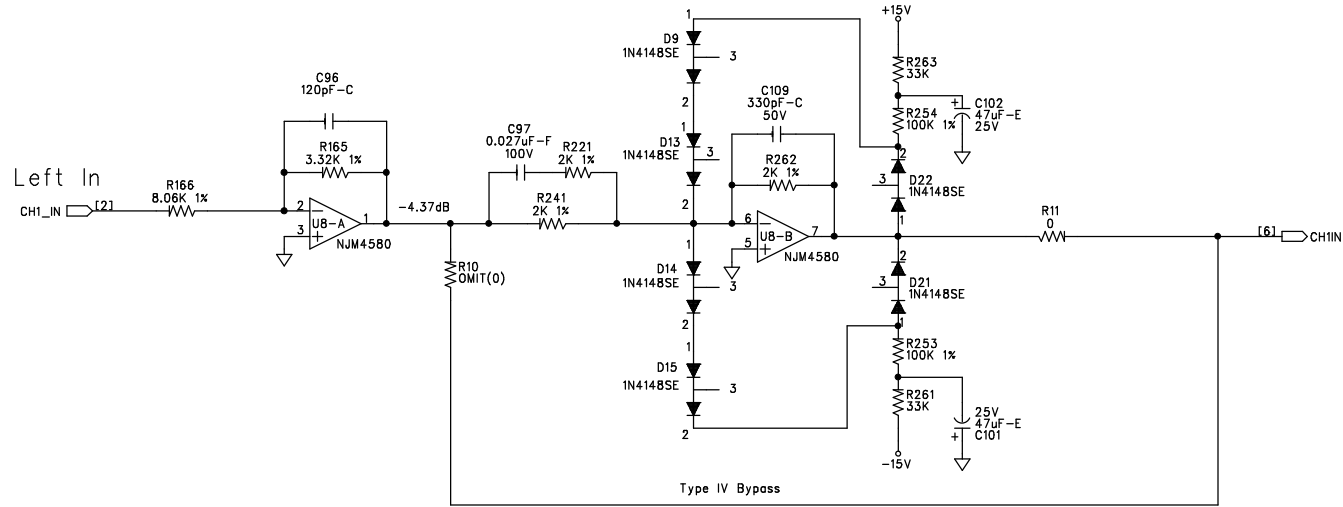 Left In
CH1_IN
[2]
R166
8.06K 1%
C96
120pF-C
R165
3.32K 1%
2
3
U8-A
1
NJM4580
-4.37dB
R10
OMIT(0)
C97
0.027uF-F
100V
R221
2K 1%
R241
2K 1%
1
D9
1N4148SE
3
2
1
D13
1N4148SE
3
2
1
D14
1N4148SE
3
2
1
D15
1N4148SE
3
2
C109
330pF-C
50V
R262
2K 1%
6
5
U8-B
7
NJM4580
+15V
R263
33K
R254
100K 1%
C102
47uF-E
25V
+
2
D22
3
1N4148SE
1
2
D21
3
1N4148SE
1
R253
100K 1%
R261
33K
-15V
25V
47uF-E
C101
+
R11
0
[6]
CH1IN
Type IV Bypass